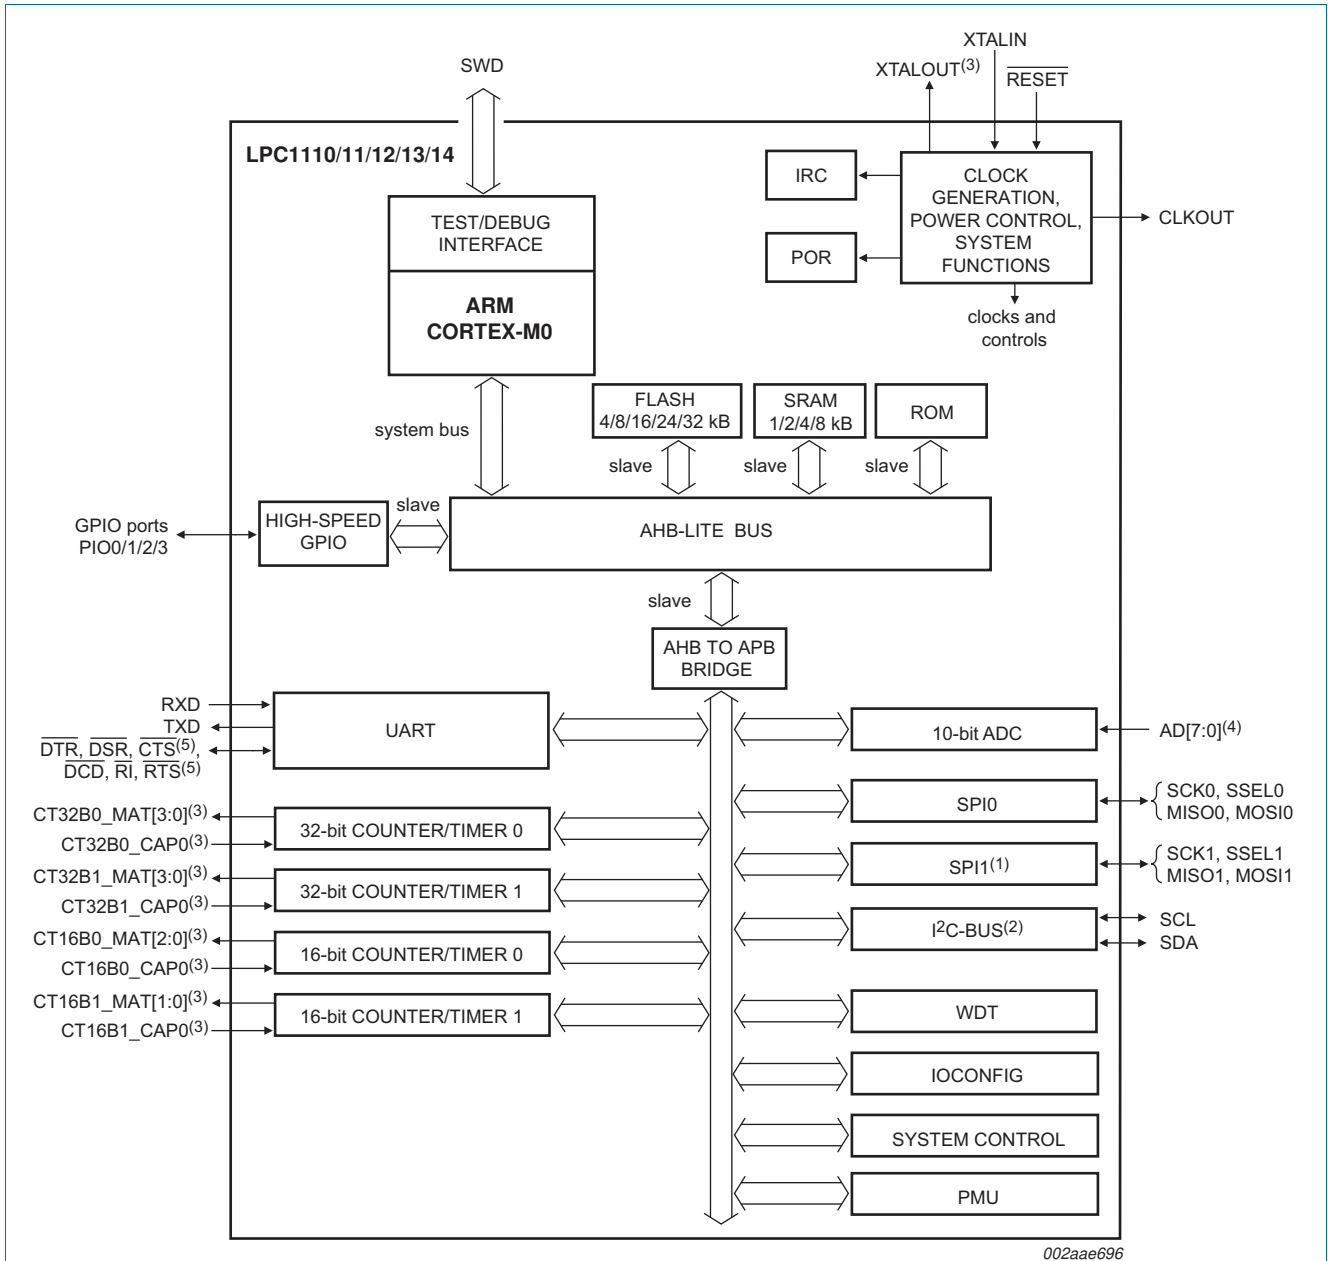 XTALIN
XTALOUT(3)
RESET
SWD
LPC1110/11/12/13/14
IRC
CLOCK
GENERATION,
POWER CONTROL,
SYSTEM
FUNCTIONS
CLKOUT
TEST/DEBUG
INTERFACE
POR
ARM
CORTEX-M0
clocks and
controls
FLASH
4/8/16/24/32 kB
SRAM
1/2/4/8 kB
ROM
system bus
slave
slave
slave
slave
GPIO ports
PIO0/1/2/3
HIGH-SPEED
GPIO
AHB-LITE BUS
slave
AHB TO APB
BRIDGE
RXD
TXD
DTR, DSR, CTS(5),
DCD, RI, RTS(5)
UART
10-bit ADC
AD[7:0](4)
CT32B0_MAT[3:0](3)
CT32B0_CAP0(3)
32-bit COUNTER/TIMER 0
SPI0
SCK0, SSEL0
MISO0, MOSI0
CT32B1_MAT[3:0](3)
CT32B1_CAP0(3)
32-bit COUNTER/TIMER 1
SPI1(1)
SCK1, SSEL1
MISO1, MOSI1
CT16B0_MAT[2:0](3)
CT16B0_CAP0(3)
16-bit COUNTER/TIMER 0
I2C-BUS(2)
SCL
SDA
CT16B1_MAT[1:0](3)
CT16B1_CAP0(3)
16-bit COUNTER/TIMER 1
WDT
IOCONFIG
SYSTEM CONTROL
PMU
002aae696